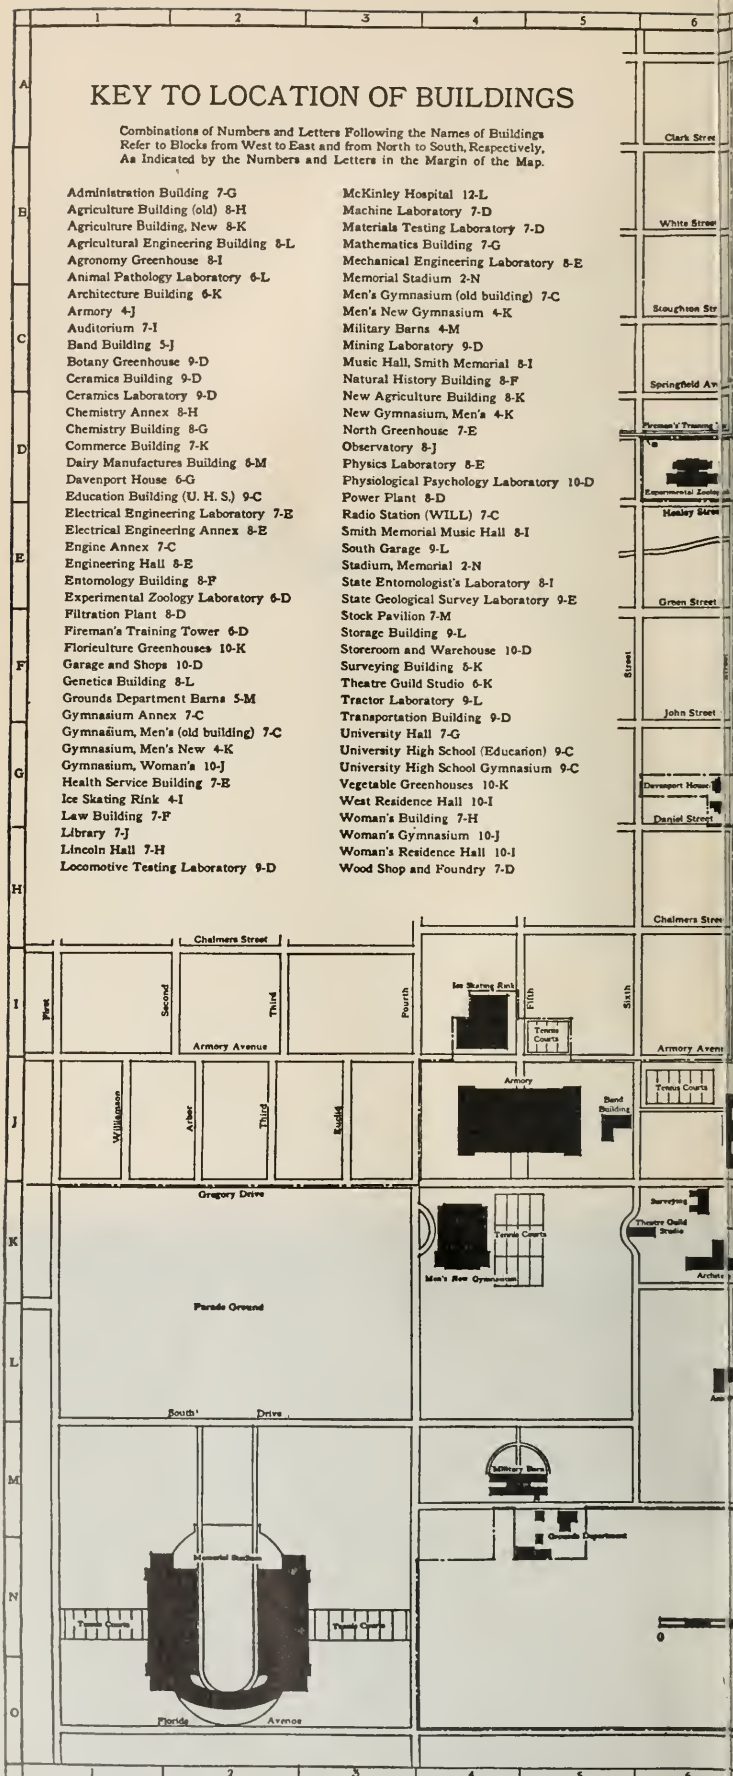 1 2 3 4 5 6
KEY TO LOCATION OF BUILDINGS
Combinations of Numbers and Letters Following the Names of Buildings
Refer to Blocks from West to East and from North to South, Respectively,
As Indicated by the Numbers and Letters in the Margin of the Map.
Administration Building 7-G
Agriculture Building (old) 8-H
Agriculture Building, New 8-K
Agricultural Engineering Building 8-L
Agronomy Greenhouse 8-I
Animal Pathology Laboratory 6-L
Architecture Building 6-K
Armory 4-J
Auditorium 7-I
Band Building 5-J
Botany Greenhouse 9-D
Ceramics Building 9-D
Ceramics Laboratory 9-D
Chemistry Annex 8-H
Chemistry Building 8-G
Commerce Building 7-K
Dairy Manufactures Building 8-M
Davenport House 6-G
Education Building (U. H. S.) 9-C
Electrical Engineering Laboratory 7-E
Electrical Engineering Annex 8-E
Engine Annex 7-C
Engineering Hall 8-E
Entomology Building 8-F
Experimental Zoology Laboratory 6-D
Filtration Plant 8-D
Fireman's Training Tower 6-D
Floriculture Greenhouses 10-K
Garage and Shops 10-D
Genetics Building 8-L
Grounds Department Barns 5-M
Gymnasium Annex 7-C
Gymnasium, Men's (old building) 7-C
Gymnasium, Men's New 4-K
Gymnasium, Woman's 10-J
Health Service Building 7-E
Ice Skating Rink 4-I
Law Building 7-F
Library 7-J
Lincoln Hall 7-H
Locomotive Testing Laboratory 9-D
McKinley Hospital 12-L
Machine Laboratory 7-D
Materials Testing Laboratory 7-D
Mathematics Building 7-G
Mechanical Engineering Laboratory 8-E
Memorial Stadium 2-N
Men's Gymnasium (old building) 7-C
Men's New Gymnasium 4-K
Military Barns 4-M
Mining Laboratory 9-D
Music Hall, Smith Memorial 8-I
Natural History Building 8-F
New Agriculture Building 8-K
New Gymnasium, Men's 4-K
North Greenhouse 7-E
Observatory 8-J
Physics Laboratory 8-E
Physiological Psychology Laboratory 10-D
Power Plant 8-D
Radio Station (WILL) 7-C
Smith Memorial Music Hall 8-I
South Garage 9-L
Stadium, Memorial 2-N
State Entomologist's Laboratory 8-I
State Geological Survey Laboratory 9-E
Stock Pavilion 7-M
Storage Building 9-L
Storeroom and Warehouse 10-D
Surveying Building 6-K
Theatre Guild Studio 6-K
Tractor Laboratory 9-L
Transportation Building 9-D
University Hall 7-G
University High School (Education) 9-C
University High School Gymnasium 9-C
Vegetable Greenhouses 10-K
West Residence Hall 10-I
Woman's Building 7-H
Woman's Gymnasium 10-J
Woman's Residence Hall 10-I
Wood Shop and Foundry 7-D
A
B
C
D
E
F
G
H
I
J
K
L
M
N
O
Clark Stree
White Street
Stoughton Str
Springfield Av
Fireman's Training
Experimental Zoolog
Healey Stree
Green Street
Street
John Street
Davenport House
Daniel Street
Chalmers Stree
Chalmers Street
First
Second
Third
Fourth
Ice Skating Rink
Fifth
Sixth
Tennis
Courts
Armory Avenue
Armory Avenu
Williamson
Arbor
Third
Euclid
Armory
Band
Building
Tennis Courts
Gregory Drive
Surveying
Theatre Guild
Studio
Tennis Courts
Men's New Gymnasium
Archite
Parade Ground
South Drive
Military Barn
Grounds Department
Memorial Stadium
Tennis Courts
Tennis Courts
0
Florida Avenue
2 3 4 5 6